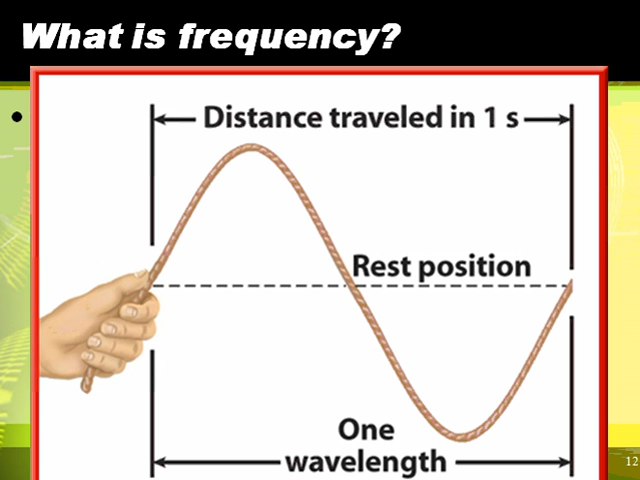 What is frequency?
•
Distance traveled in 1 s
Rest position
One
wavelength
12